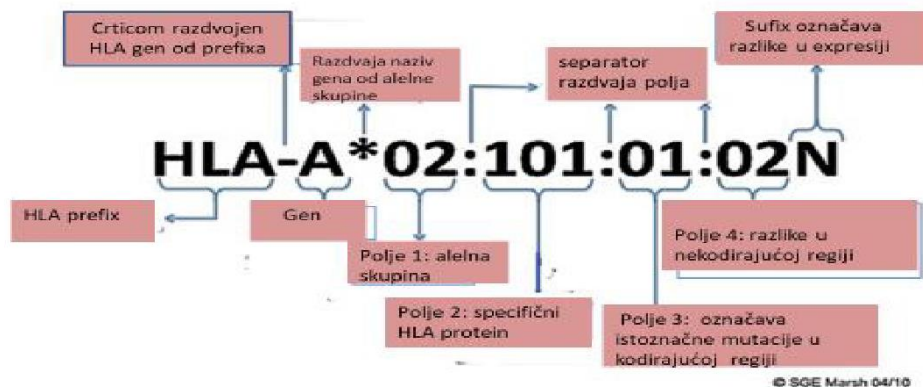 Crticom razdvojen
HLA gen od prefixa
Razdvaja naziv
gena od alelne
skupine
separator
razdvaja polja
Sufix označava
razlike u expresiji
HLA-A*02:101:01:02N
HLA prefix
Gen
Polje 1: alelna
skupina
Polje 2: specifični
HLA protein
Polje 3: označava
istoznačne mutacije u
kodirajućoj regiji
Polje 4: razlike u
nekodirajućoj regiji
© SGE Marsh 04/10